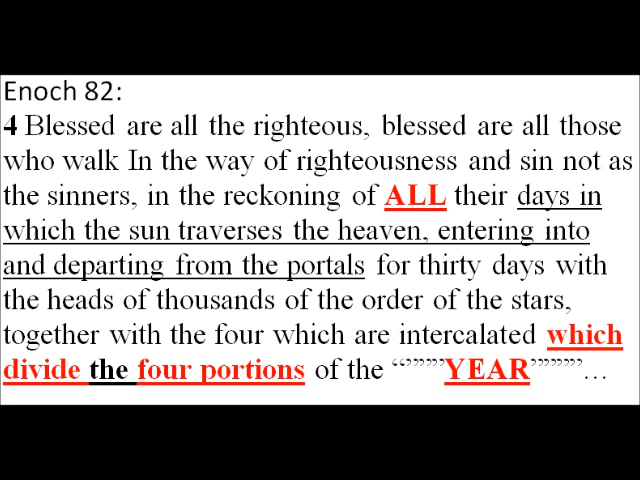 Enoch 82:
4 Blessed are all the righteous, blessed are all those
who walk In the way of righteousness and sin not as
the sinners, in the reckoning of ALL their days in
which the sun traverses the heaven, entering into
and departing from the portals for thirty days with
the heads of thousands of the order of the stars,
together with the four which are intercalated which
divide the four portions of the “”””””YEAR””””””…